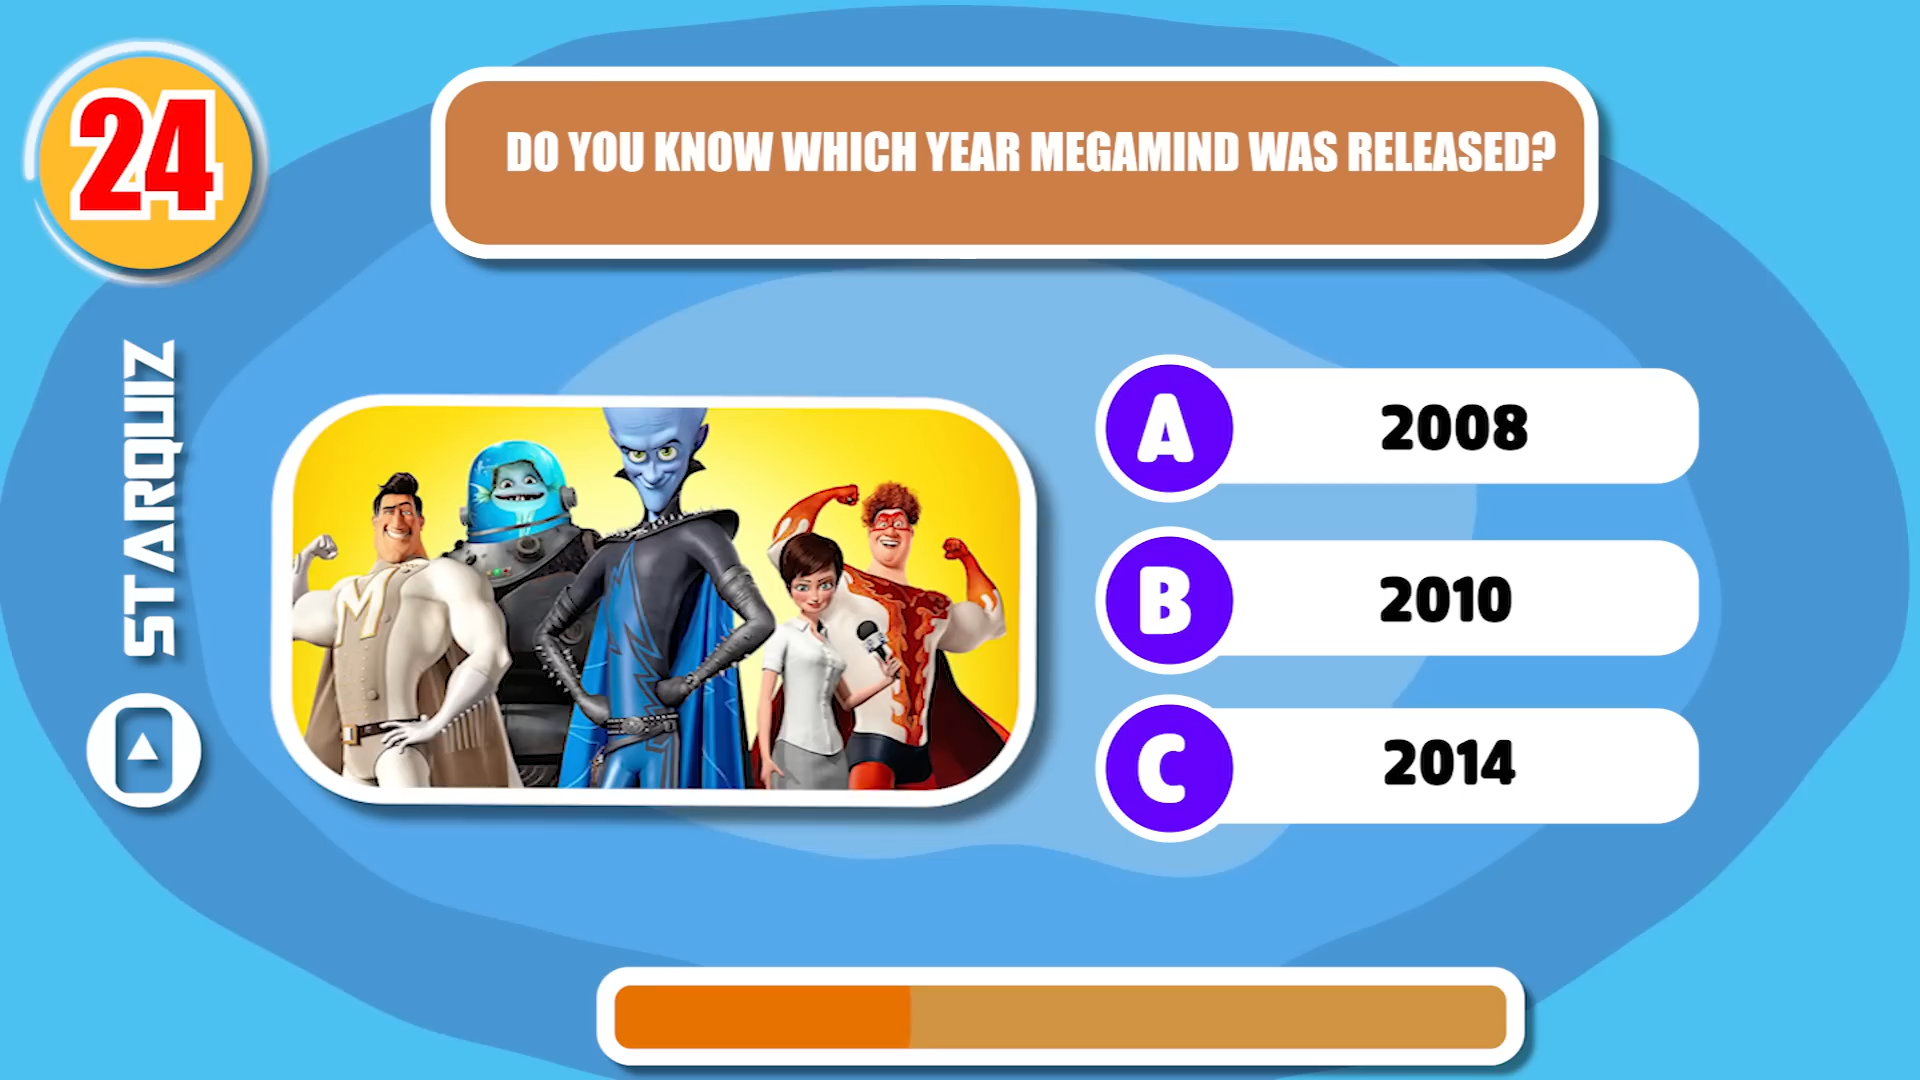 24
DO YOU KNOW WHICH YEAR MEGAMIND WAS RELEASED?
STARQUIZ
M
A 2008
B 2010
C 2014